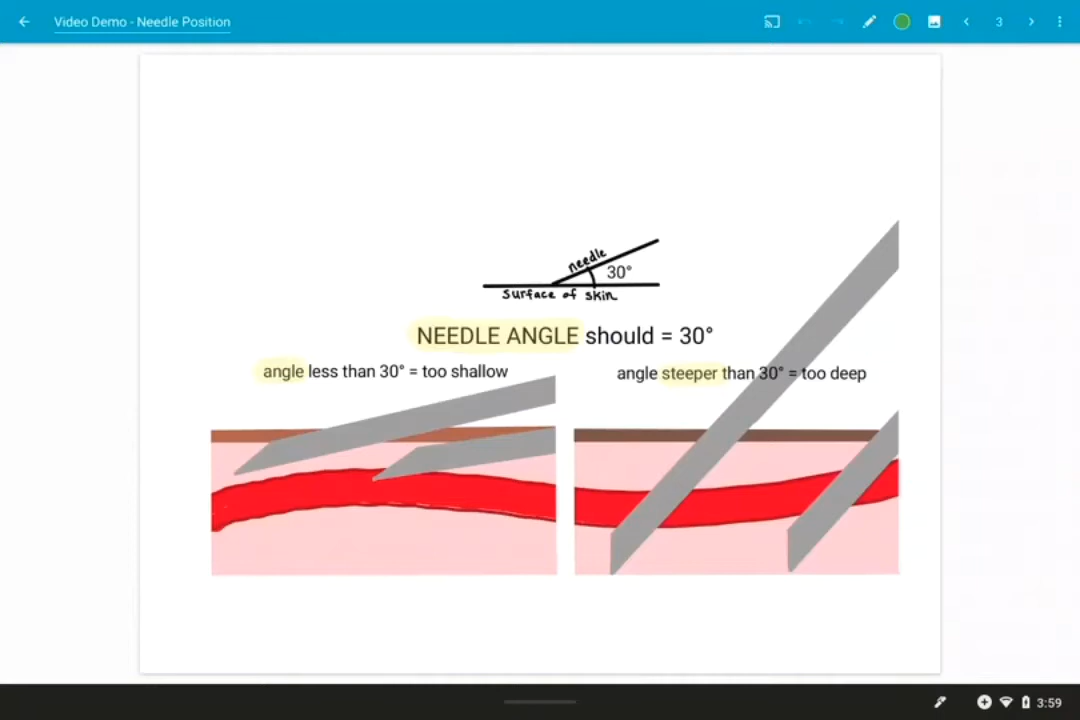 Video Demo - Needle Position
3
needle
30°
Surface of skin
NEEDLE ANGLE should = 30°
angle less than 30° = too shallow
angle steeper than 30° = too deep
3:59